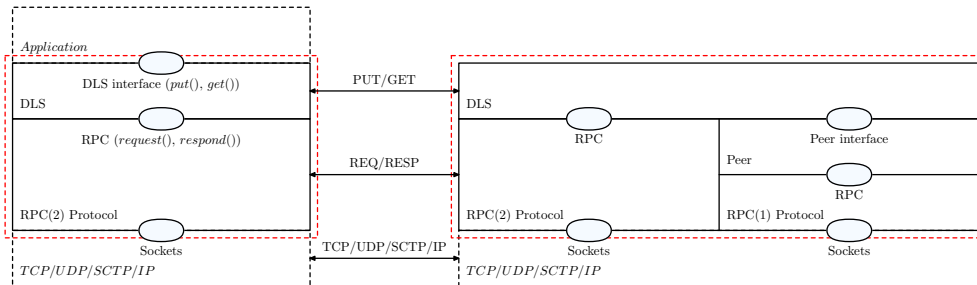 Application
DLS interface (put(), get())
DLS
RPC (request(), respond())
RPC(2) Protocol
Sockets
TCP/UDP/SCTP/IP
PUT/GET
REQ/RESP
TCP/UDP/SCTP/IP
DLS
RPC
Peer interface
Peer
RPC
RPC(2) Protocol
RPC(1) Protocol
Sockets
Sockets
TCP/UDP/SCTP/IP